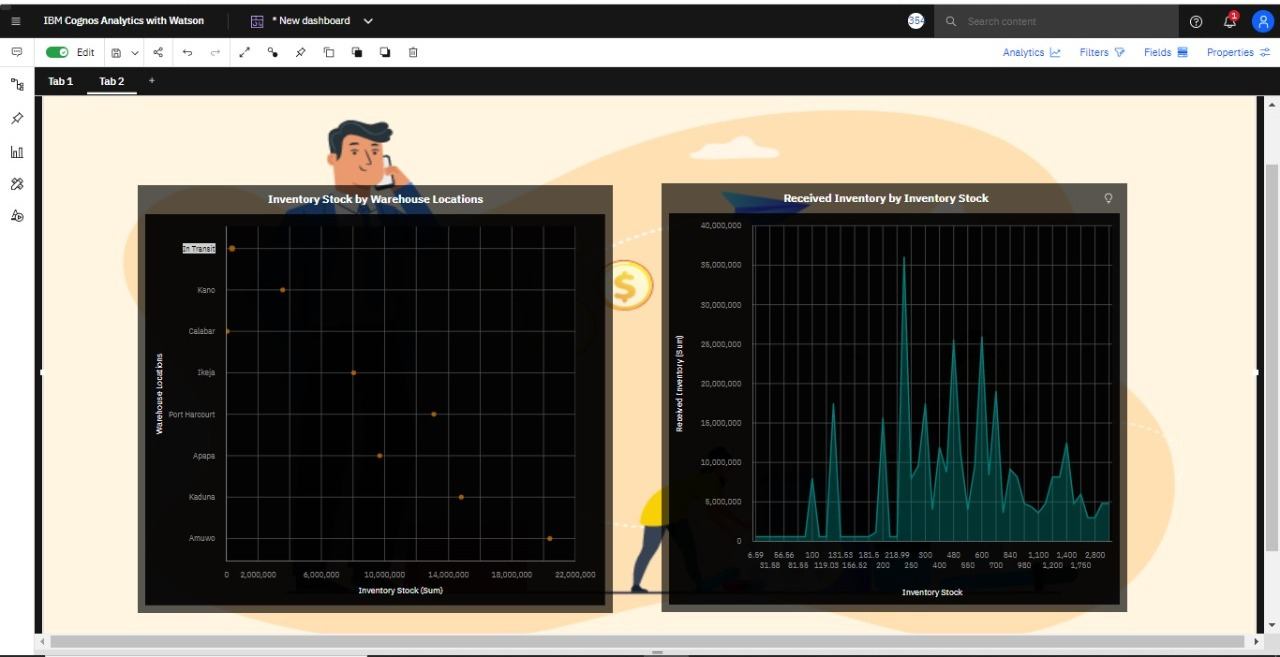 IBM Cognos Analytics with Watson
* New dashboard
354
Search content
1
Edit
Analytics
Filters
Fields
Properties
Tab 1
Tab 2
+
Inventory Stock by Warehouse Locations
Warehouse Locations
In Transit
Kano
Calabar
Ikeja
Port Harcourt
Apapa
Kaduna
Amuwo
0 2,000,000 6,000,000 10,000,000 14,000,000 18,000,000 22,000,000
Inventory Stock (Sum)
$
Received Inventory by Inventory Stock
Received Inventory (Sum)
40,000,000
35,000,000
30,000,000
25,000,000
20,000,000
15,000,000
10,000,000
5,000,000
0
6.59 56.56 100 131.53 181.5 218.99 300 480 600 840 1,100 1,400 2,800
31.58 81.55 119.03 156.52 200 250 400 560 700 980 1,200 1,760
Inventory Stock